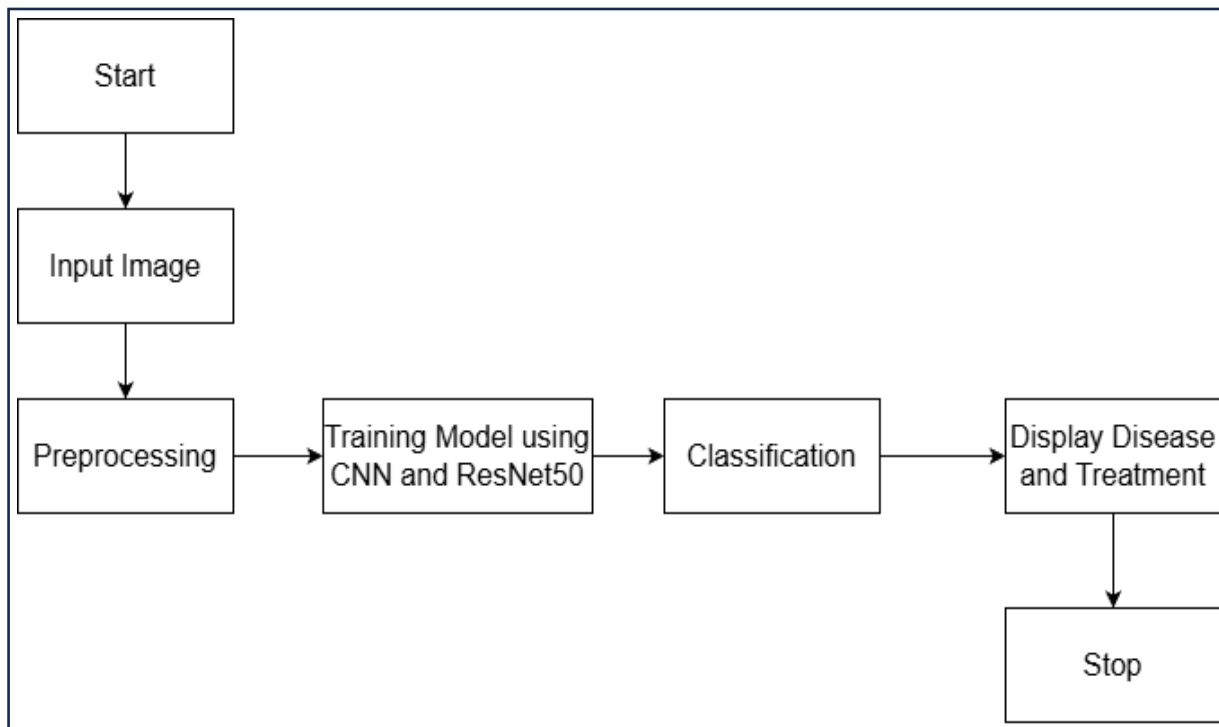 Start
Input Image
Preprocessing
Training Model using
CNN and ResNet50
Classification
Display Disease
and Treatment
Stop